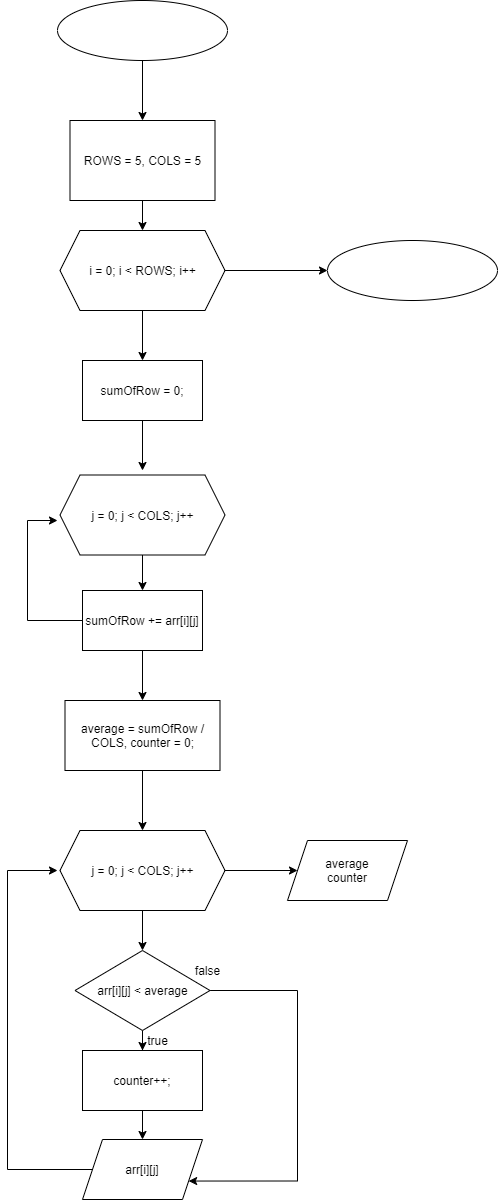 ROWS = 5, COLS = 5
i = 0; i < ROWS; i++
sumOfRow = 0;
j = 0; j < COLS; j++
sumOfRow += arr[i][j]
average = sumOfRow /
COLS, counter = 0;
j = 0; j < COLS; j++
average
counter
arr[i][j] < average
false
true
counter++;
arr[i][j]